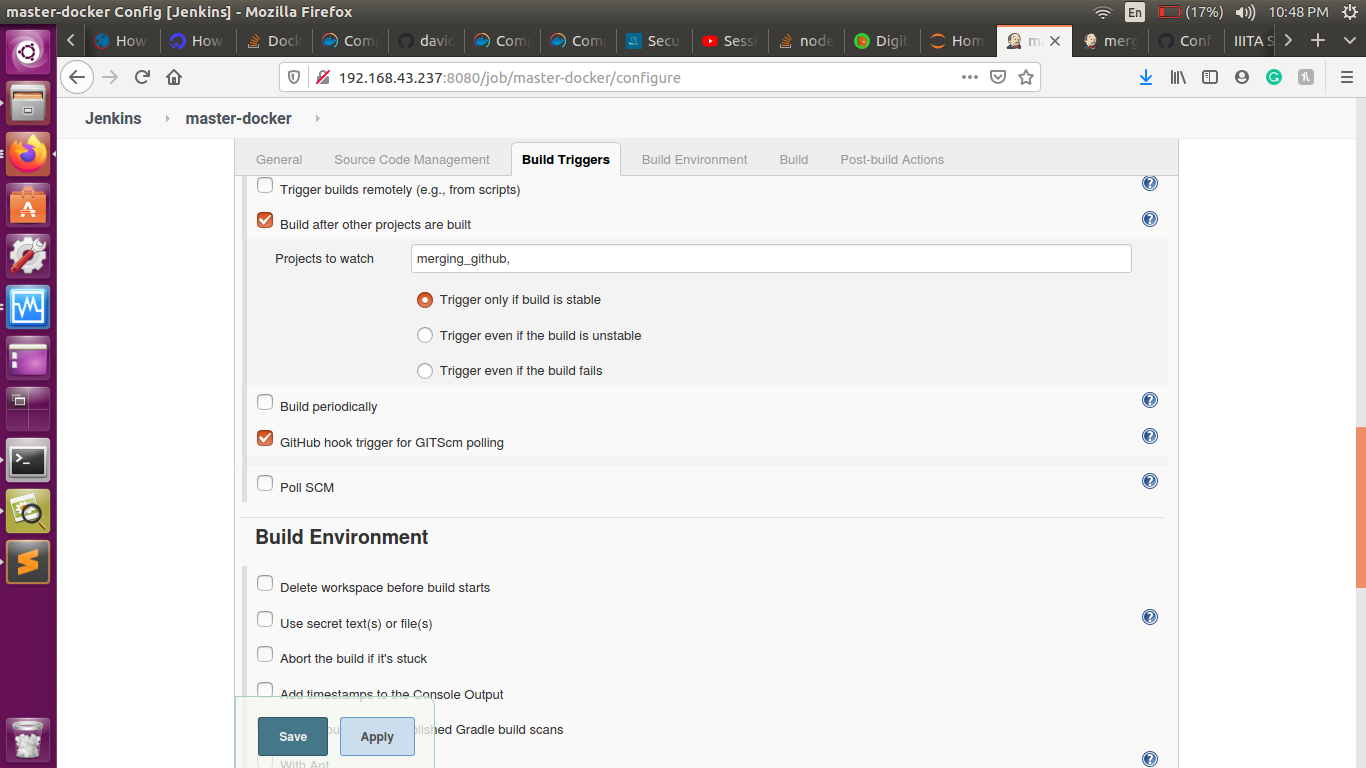 master-docker Config [Jenkins] - Mozilla Firefox
En
(17%)
10:48 PM
How
How
Dock
Com
davi
Com
Com
Secu
Sessi
node
Digit
Hom
m
mer
Conf
IIITA S
192.168.43.237:8080/job/master-docker/configure
Jenkins
master-docker
General
Source Code Management
Build Triggers
Build Environment
Build
Post-build Actions
Trigger builds remotely (e.g., from scripts)
Build after other projects are built
Projects to watch
merging_github,
Trigger only if build is stable
Trigger even if the build is unstable
Trigger even if the build fails
Build periodically
GitHub hook trigger for GITScm polling
Poll SCM
Build Environment
Delete workspace before build starts
Use secret text(s) or file(s)
Abort the build if it's stuck
Add timestamps to the Console Output
lished Gradle build scans
Save
Apply
With Ant